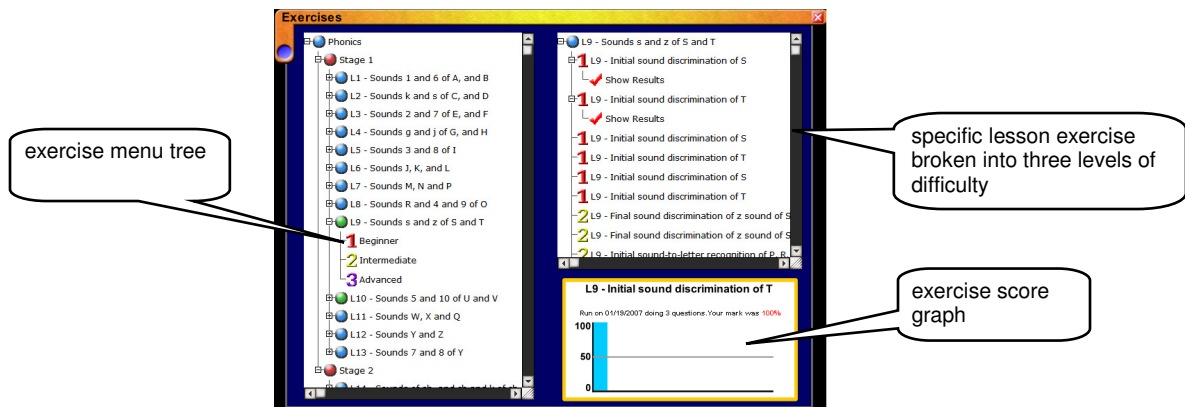 Exercises
exercise menu tree
Phonics
Stage 1
L1 - Sounds 1 and 6 of A, and B
L2 - Sounds k and s of C, and D
L3 - Sounds 2 and 7 of E, and F
L4 - Sounds g and j of G, and H
L5 - Sounds 3 and 8 of I
L6 - Sounds J, K, and L
L7 - Sounds M, N and P
L8 - Sounds R and 4 and 9 of O
L9 - Sounds s and z of S and T
1 Beginner
2 Intermediate
3 Advanced
L10 - Sounds 5 and 10 of U and V
L11 - Sounds W, X and Q
L12 - Sounds Y and Z
L13 - Sounds 7 and 8 of Y
Stage 2
L9 - Sounds s and z of S and T
1 L9 - Initial sound discrimination of S
Show Results
1 L9 - Initial sound discrimination of T
Show Results
1 L9 - Initial sound discrimination of S
1 L9 - Initial sound discrimination of T
1 L9 - Initial sound discrimination of S
1 L9 - Initial sound discrimination of T
2 L9 - Final sound discrimination of z sound of S
2 L9 - Final sound discrimination of z sound of S
2 L9 - Initial sound-to-letter recognition of P, R
specific lesson exercise
broken into three levels of
difficulty
L9 - Initial sound discrimination of T
Run on 01/19/2007 doing 3 questions.Your mark was 100%
100
50
0
exercise score
graph